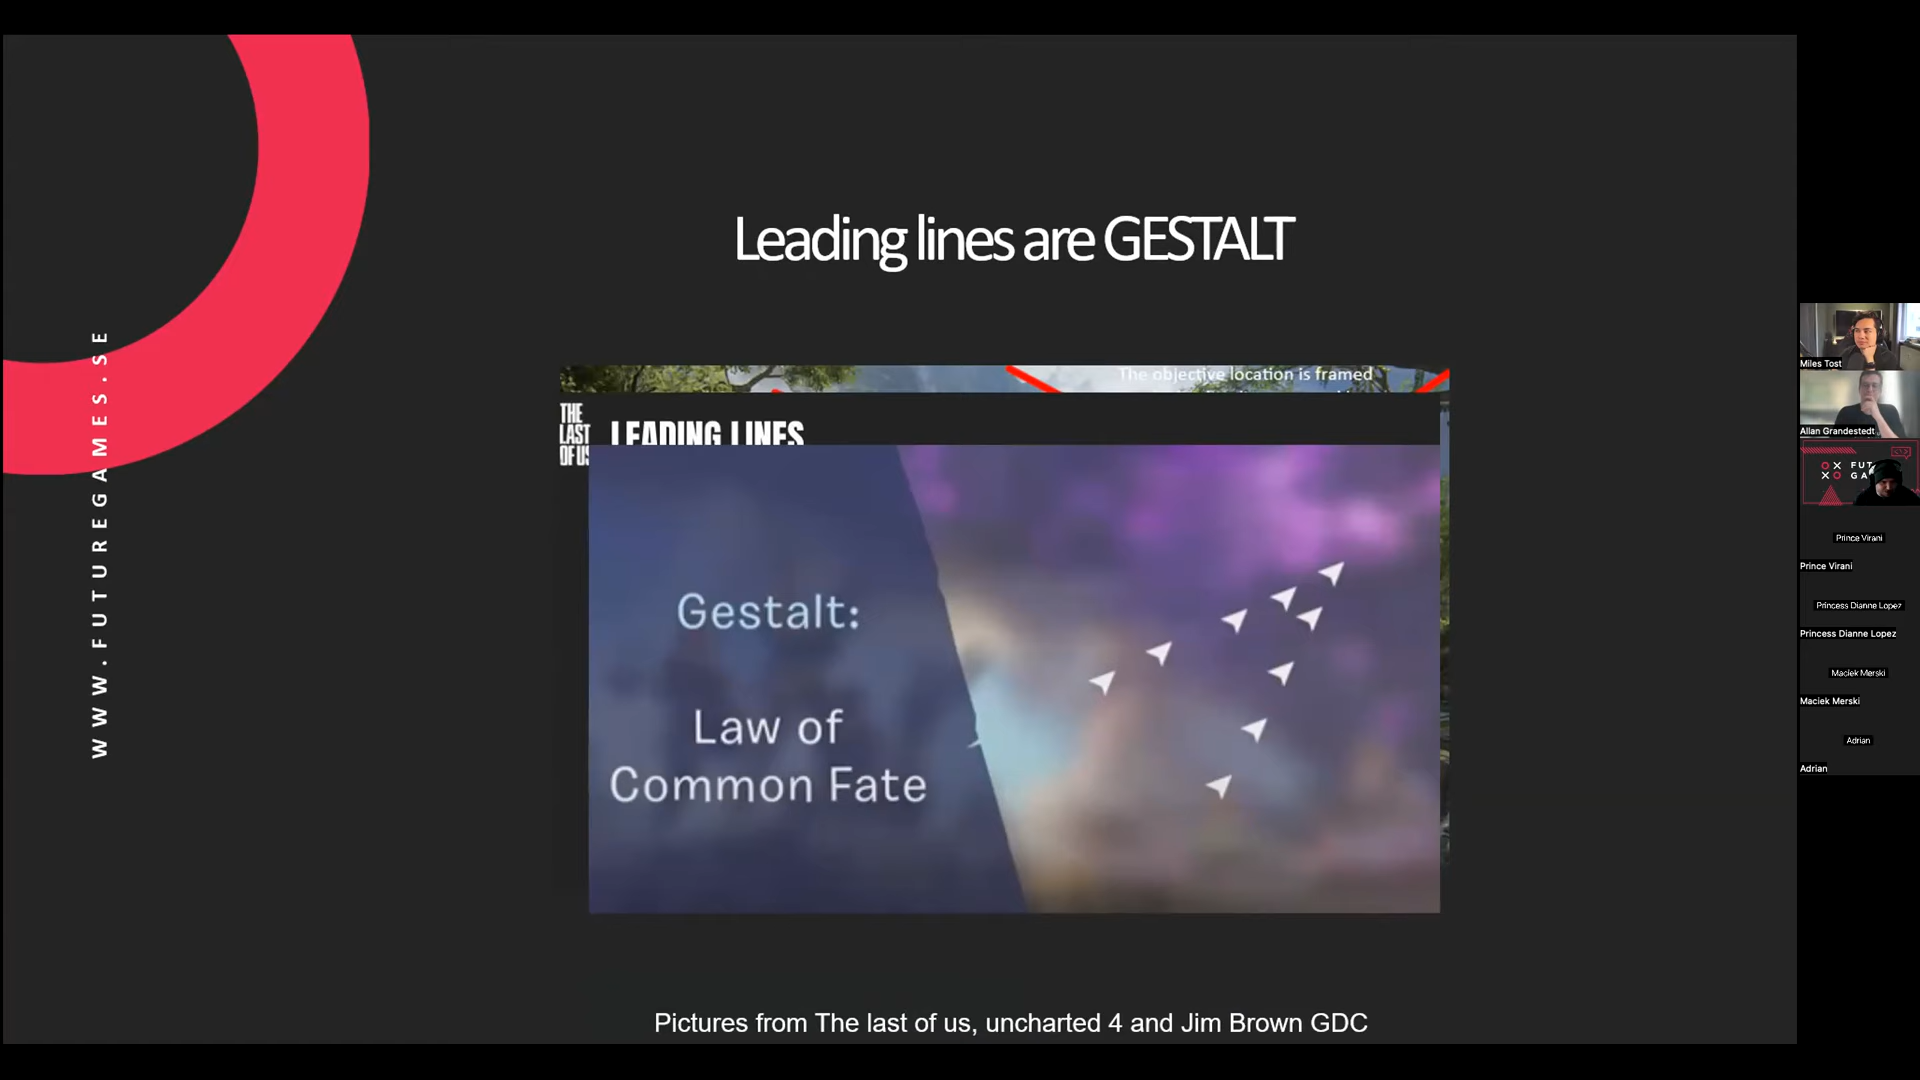 Leading lines are GESTALT
WWW.FUTUREGAMES.SE
The objective location is framed
THE
LAST
OF US
LEADING LINES
Gestalt:
Law of
Common Fate
Pictures from The last of us, uncharted 4 and Jim Brown GDC
Miles Tost
Allan Grandestedt
FUT
GA
Prince Virani
Prince Virani
Princess Dianne Lopez
Princess Dianne Lopez
Maciek Merski
Maciek Merski
Adrian
Adrian